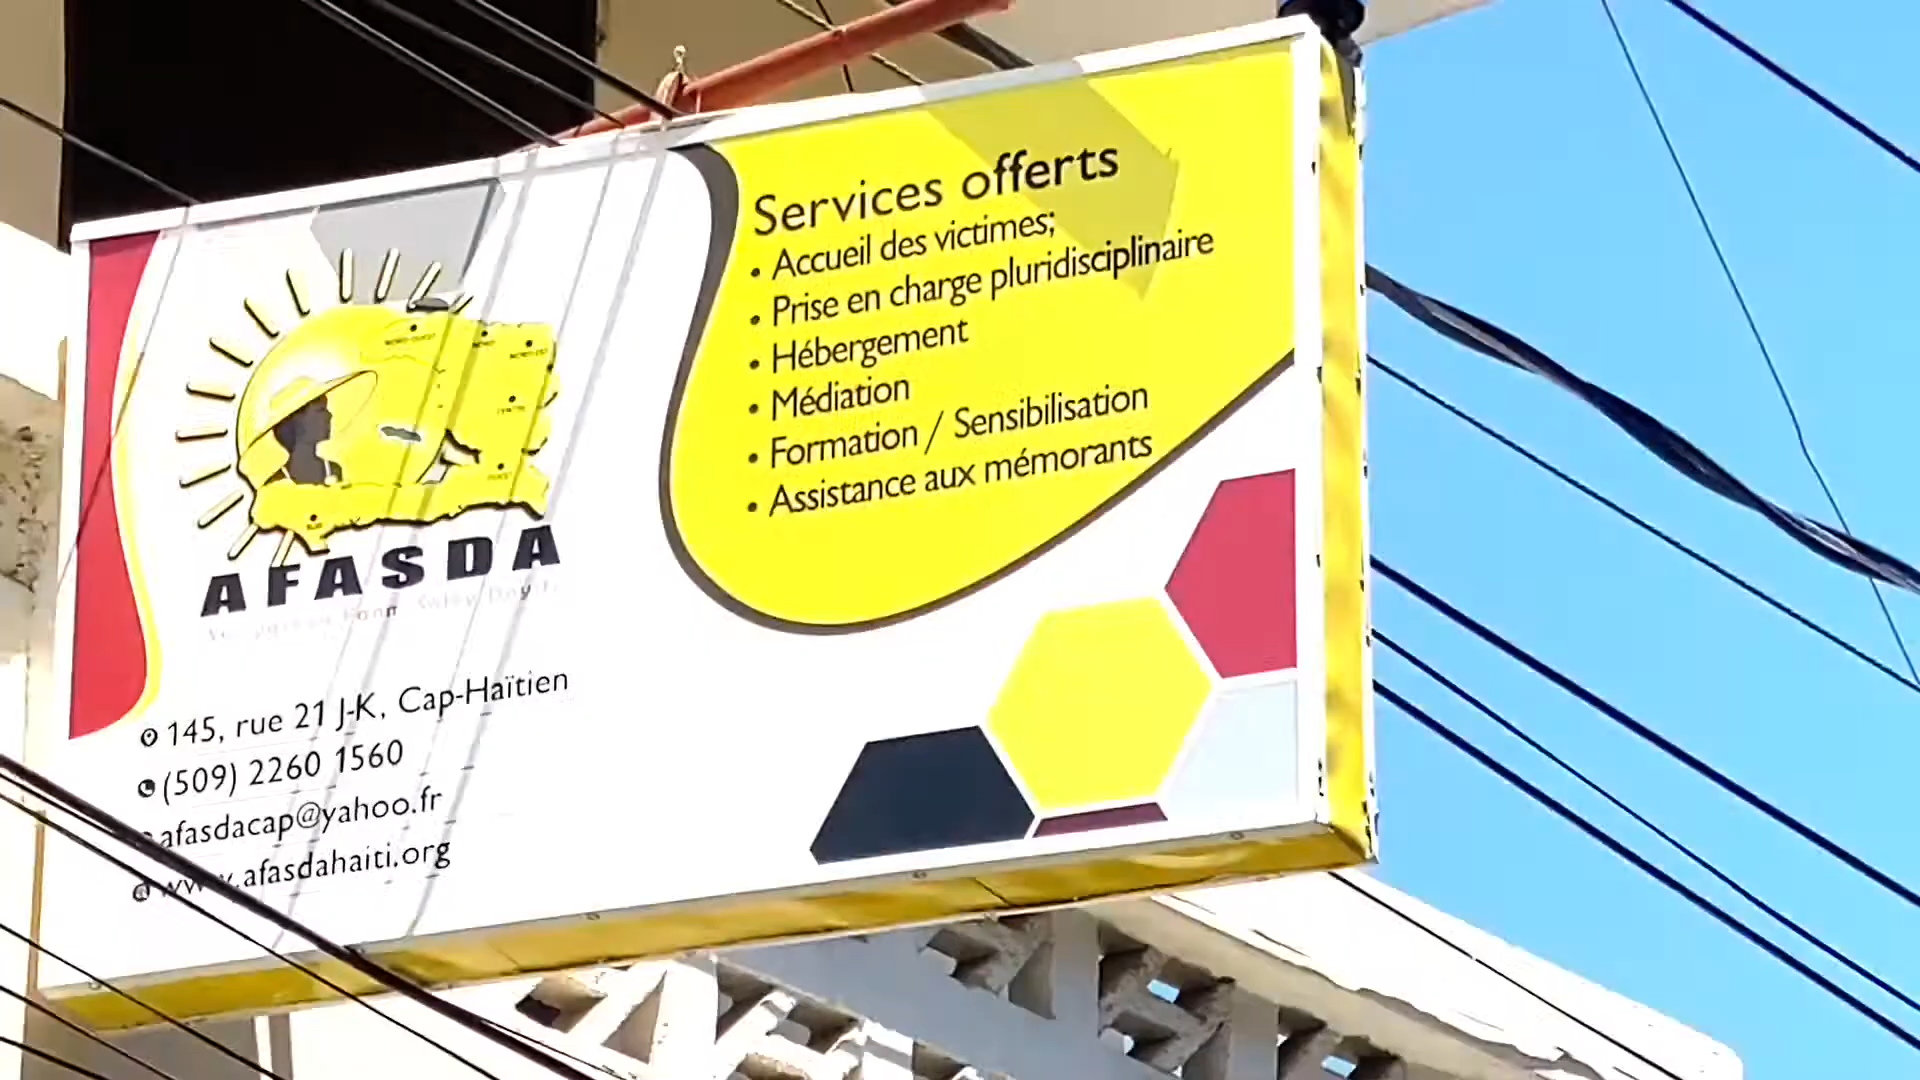 AFASDA
145, rue 21 J-K, Cap-Haïtien
(509) 2260 1560
afasdacap@yahoo.fr
www.afasdahaiti.org
Services offerts
• Accueil des victimes;
• Prise en charge pluridisciplinaire
• Hébergement
• Médiation
• Formation / Sensibilisation
• Assistance aux mémorants